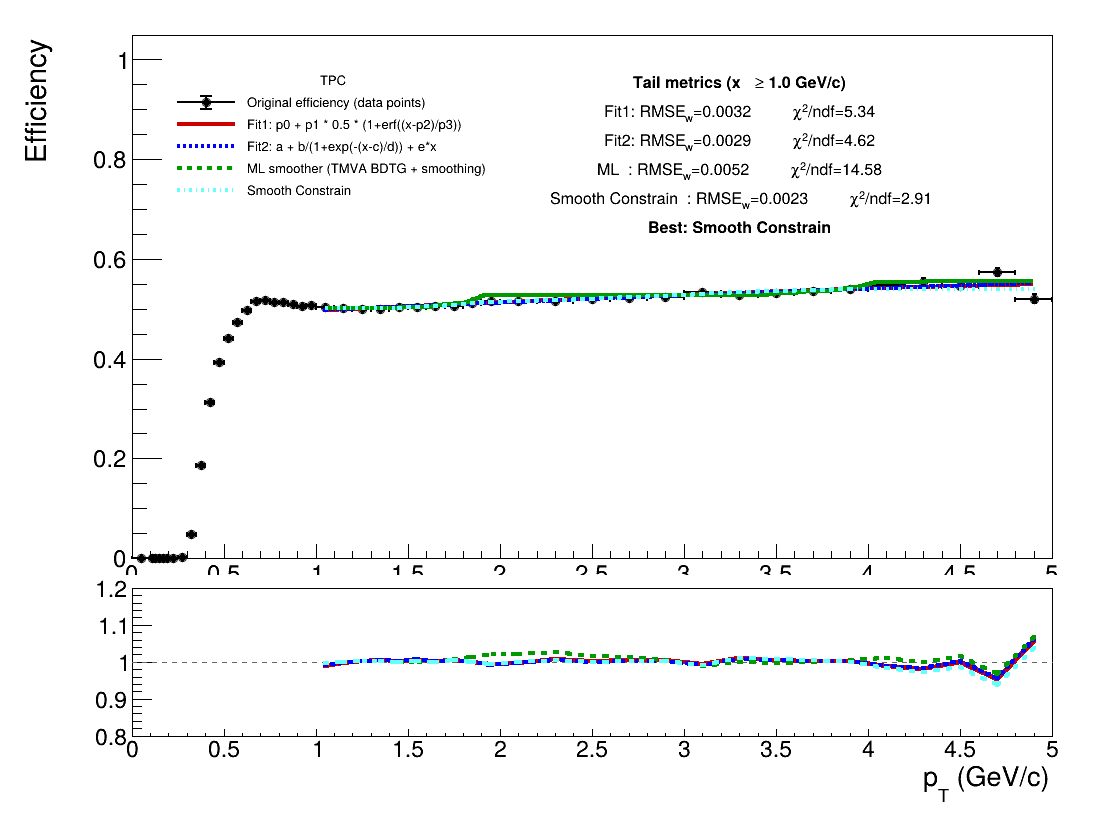 Efficiency
1
0.8
0.6
0.4
0.2
0
TPC
Original efficiency (data points)
Fit1: p0 + p1 * 0.5 * (1+erf((x-p2)/p3))
Fit2: a + b/(1+exp(-(x-c)/d)) + e*x
ML smoother (TMVA BDTG + smoothing)
Smooth Constrain
Tail metrics (x ≥ 1.0 GeV/c)
Fit1: RMSEw=0.0032 χ²/ndf=5.34
Fit2: RMSEw=0.0029 χ²/ndf=4.62
ML : RMSEw=0.0052 χ²/ndf=14.58
Smooth Constrain : RMSEw=0.0023 χ²/ndf=2.91
Best: Smooth Constrain
0 0.5 1 1.5 2 2.5 3 3.5 4 4.5 5
1.2
1.1
1
0.9
0.8
0 0.5 1 1.5 2 2.5 3 3.5 4 4.5 5
pT (GeV/c)